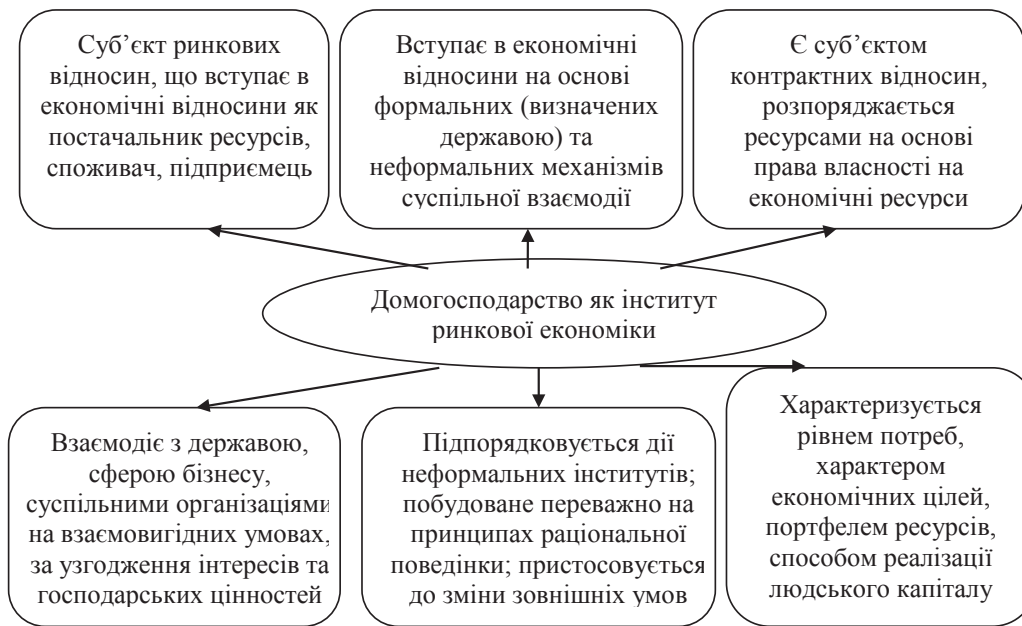 Суб’єкт ринкових
відносин, що вступає в
економічні відносини як
постачальник ресурсів,
споживач, підприємець
Вступає в економічні
відносини на основі
формальних (визначених
державою) та
неформальних механізмів
суспільної взаємодії
Є суб’єктом
контрактних відносин,
розпоряджається
ресурсами на основі
права власності на
економічні ресурси
Домогосподарство як інститут
ринкової економіки
Взаємодіє з державою,
сферою бізнесу,
суспільними організаціями
на взаємовигідних умовах,
за узгодження інтересів та
господарських цінностей
Підпорядковується дії
неформальних інститутів;
побудоване переважно на
принципах раціональної
поведінки; пристосовується
до зміни зовнішніх умов
Характеризується
рівнем потреб,
характером
економічних цілей,
портфелем ресурсів,
способом реалізації
людського капіталу